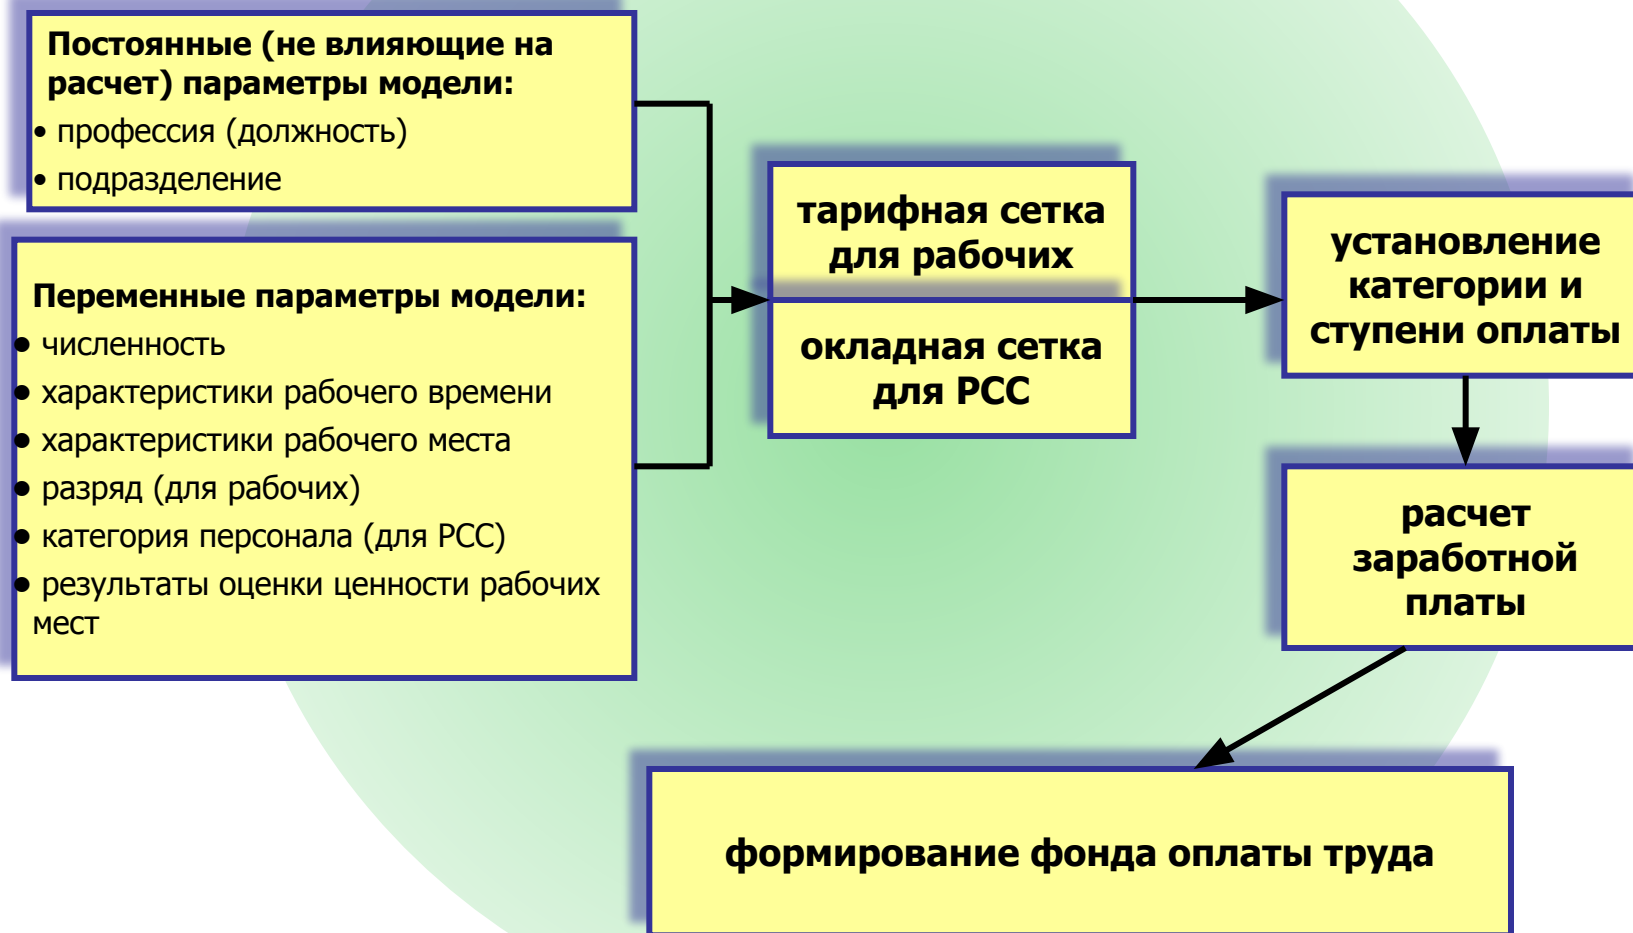 Постоянные (не влияющие на
расчет) параметры модели:
• профессия (должность)
• подразделение
Переменные параметры модели:
• численность
• характеристики рабочего времени
• характеристики рабочего места
• разряд (для рабочих)
• категория персонала (для РСС)
• результаты оценки ценности рабочих
мест
тарифная сетка
для рабочих
окладная сетка
для РСС
установление
категории и
ступени оплаты
расчет
заработной
платы
формирование фонда оплаты труда